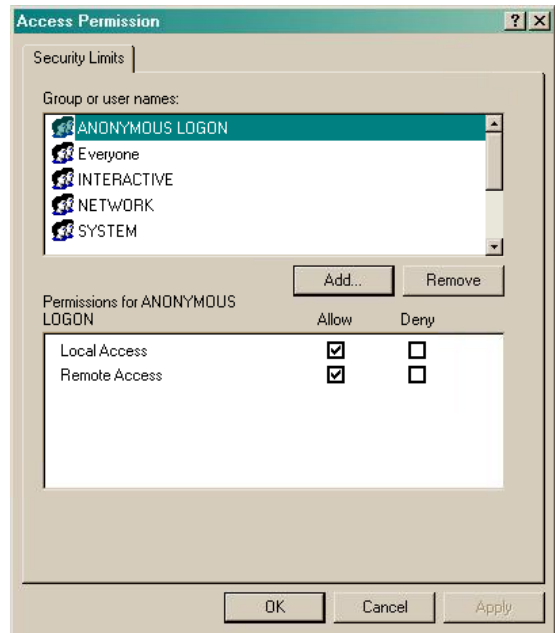 Access Permission
Security Limits
Group or user names:
ANONYMOUS LOGON
Everyone
INTERACTIVE
NETWORK
SYSTEM
Add... Remove
Permissions for ANONYMOUS
LOGON Allow Deny
Local Access
Remote Access
OK Cancel Apply